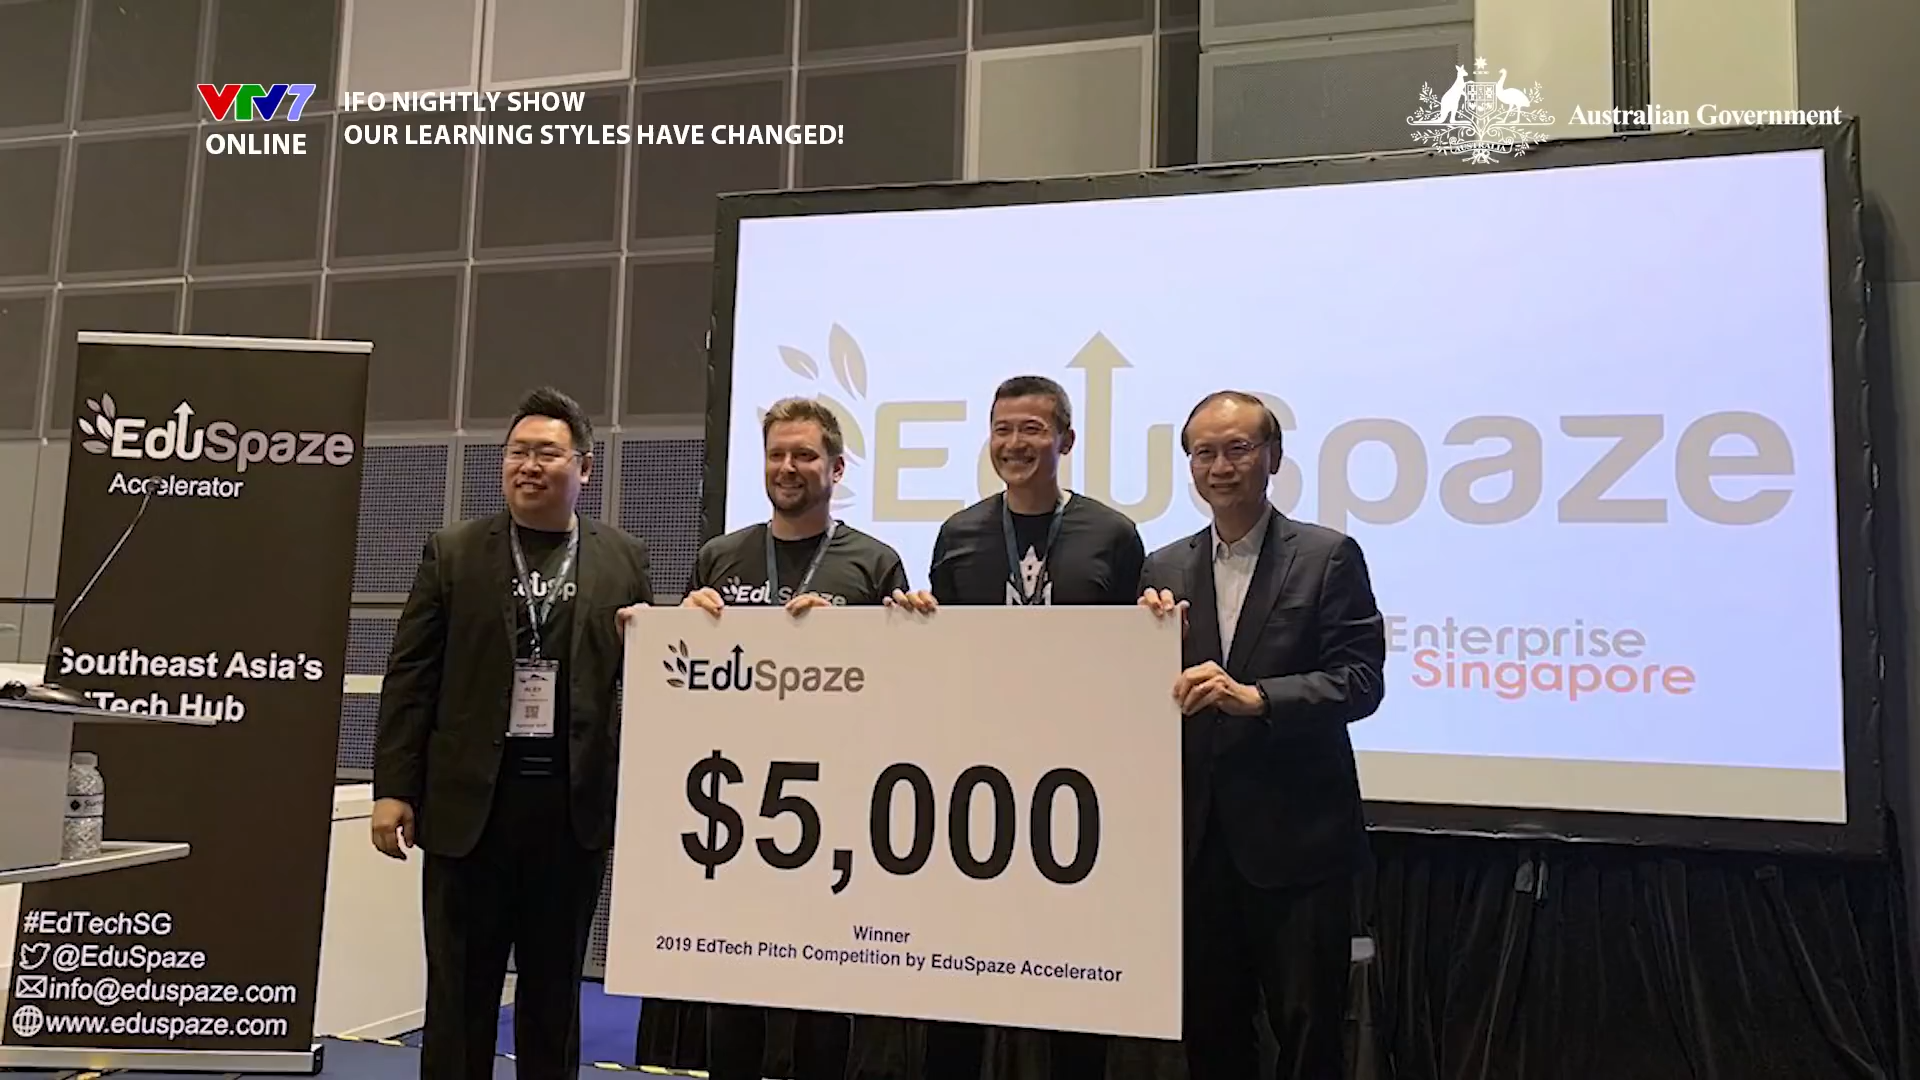 VTV7
ONLINE
IFO NIGHTLY SHOW
OUR LEARNING STYLES HAVE CHANGED!
AUSTRALIA
Australian Government
EduSpaze
Accelerator
Southeast Asia's
Tech Hub
#EdTechSG
@EduSpaze
info@eduspaze.com
www.eduspaze.com
EduSpaze
Enterprise
Singapore
EduSpaze
$5,000
Winner
2019 EdTech Pitch Competition by EduSpaze Accelerator